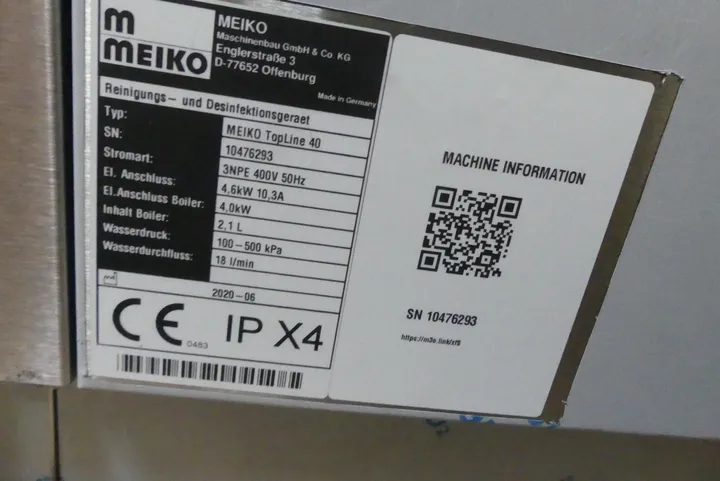 m
MEIKO
MEIKO
Maschinenbau GmbH & Co. KG
Englerstraße 3
D-77652 Offenburg
Made in Germany
Reinigungs- und Desinfektionsgeraet
Typ: MEIKO TopLine 40
SN: 10476293
Stromart: 3NPE 400V 50Hz
El. Anschluss: 4,6kW 10,3A
El.Anschluss Boiler: 4,0kW
Inhalt Boiler: 2,1 L
Wasserdruck: 100-500 kPa
Wasserdurchfluss: 18 l/min
2020-06
CE 0483 IP X4
MACHINE INFORMATION
SN 10476293
https://m3o.link/xf9